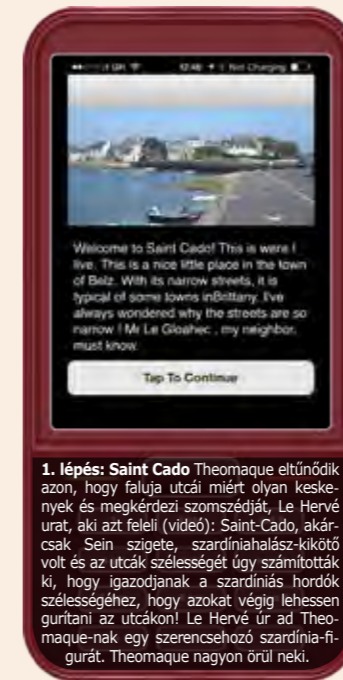 12:46 Not Charging
Welcome to Saint Cado! This is were I
live. This is a nice little place in the town
of Belz. With its narrow streets, it is
typical of some towns inBrittany. I've
always wondered why the streets are so
narrow ! Mr Le Gloahec , my neighbor,
must know.
Tap To Continue
1. lépés: Saint Cado Theomaque eltűnődik
azon, hogy faluja utcái miért olyan keske-
nyek és megkérdezi szomszédját, Le Hervé
urat, aki azt feleli (videó): Saint-Cado, akár-
csak Sein szigete, szardíniahalász-kikötő
volt és az utcák szélességét úgy számították
ki, hogy igazodjanak a szardíniás hordók
szélességéhez, hogy azokat végig lehessen
gurítani az utcákon! Le Hervé úr ad Theo-
maque-nak egy szerencsehozó szardínia-fi-
gurát. Theomaque nagyon örül neki.